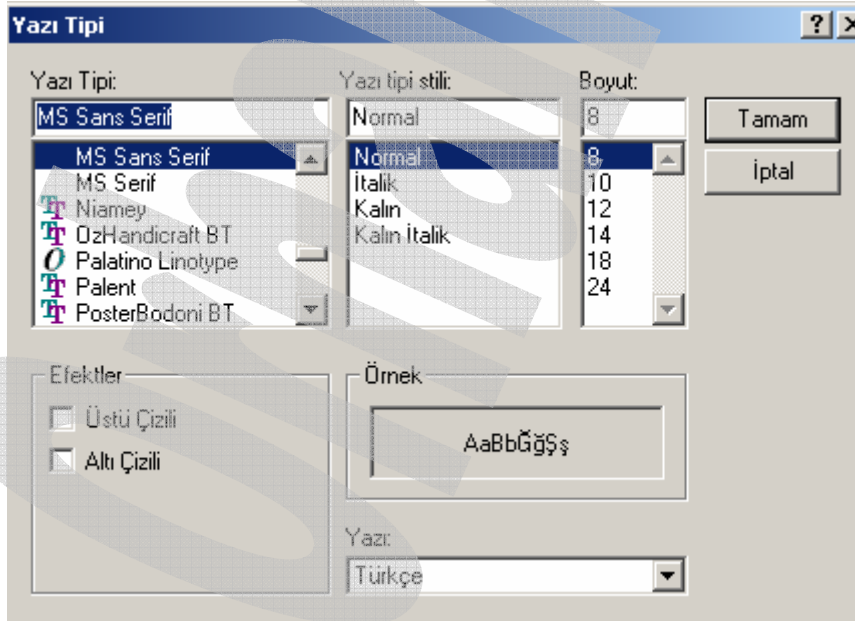 Yazı Tipi
Yazı Tipi:
Yazı tipi stili:
Boyut:
MS Sans Serif
Normal
8
Tamam
İptal
MS Sans Serif
MS Serif
Niamey
OzHandicraft BT
Palatino Linotype
Palent
PosterBodoni BT
Normal
İtalik
Kalın
Kalın İtalik
8
10
12
14
18
24
Efektler
Üstü Çizili
Altı Çizili
Örnek
AaBbĞğŞş
Yazı:
Türkçe